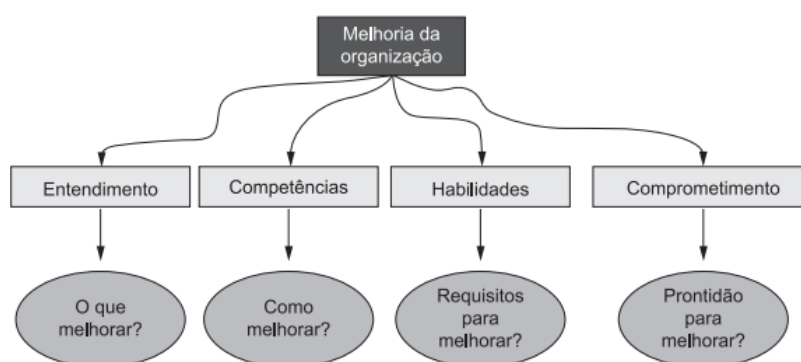 Melhoria da
organização
Entendimento
Competências
Habilidades
Comprometimento
O que
melhorar?
Como
melhorar?
Requisitos
para
melhorar?
Prontidão
para
melhorar?